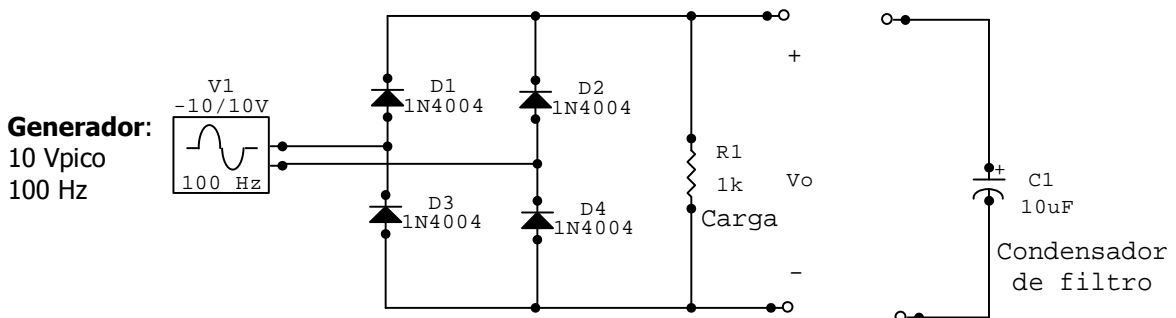 Generador:
10 Vpico
100 Hz
V1
-10/10V
100 Hz
D1
1N4004
D2
1N4004
D3
1N4004
D4
1N4004
R1
1k
Carga
+
Vo
-
+
C1
10uF
Condensador
de filtro